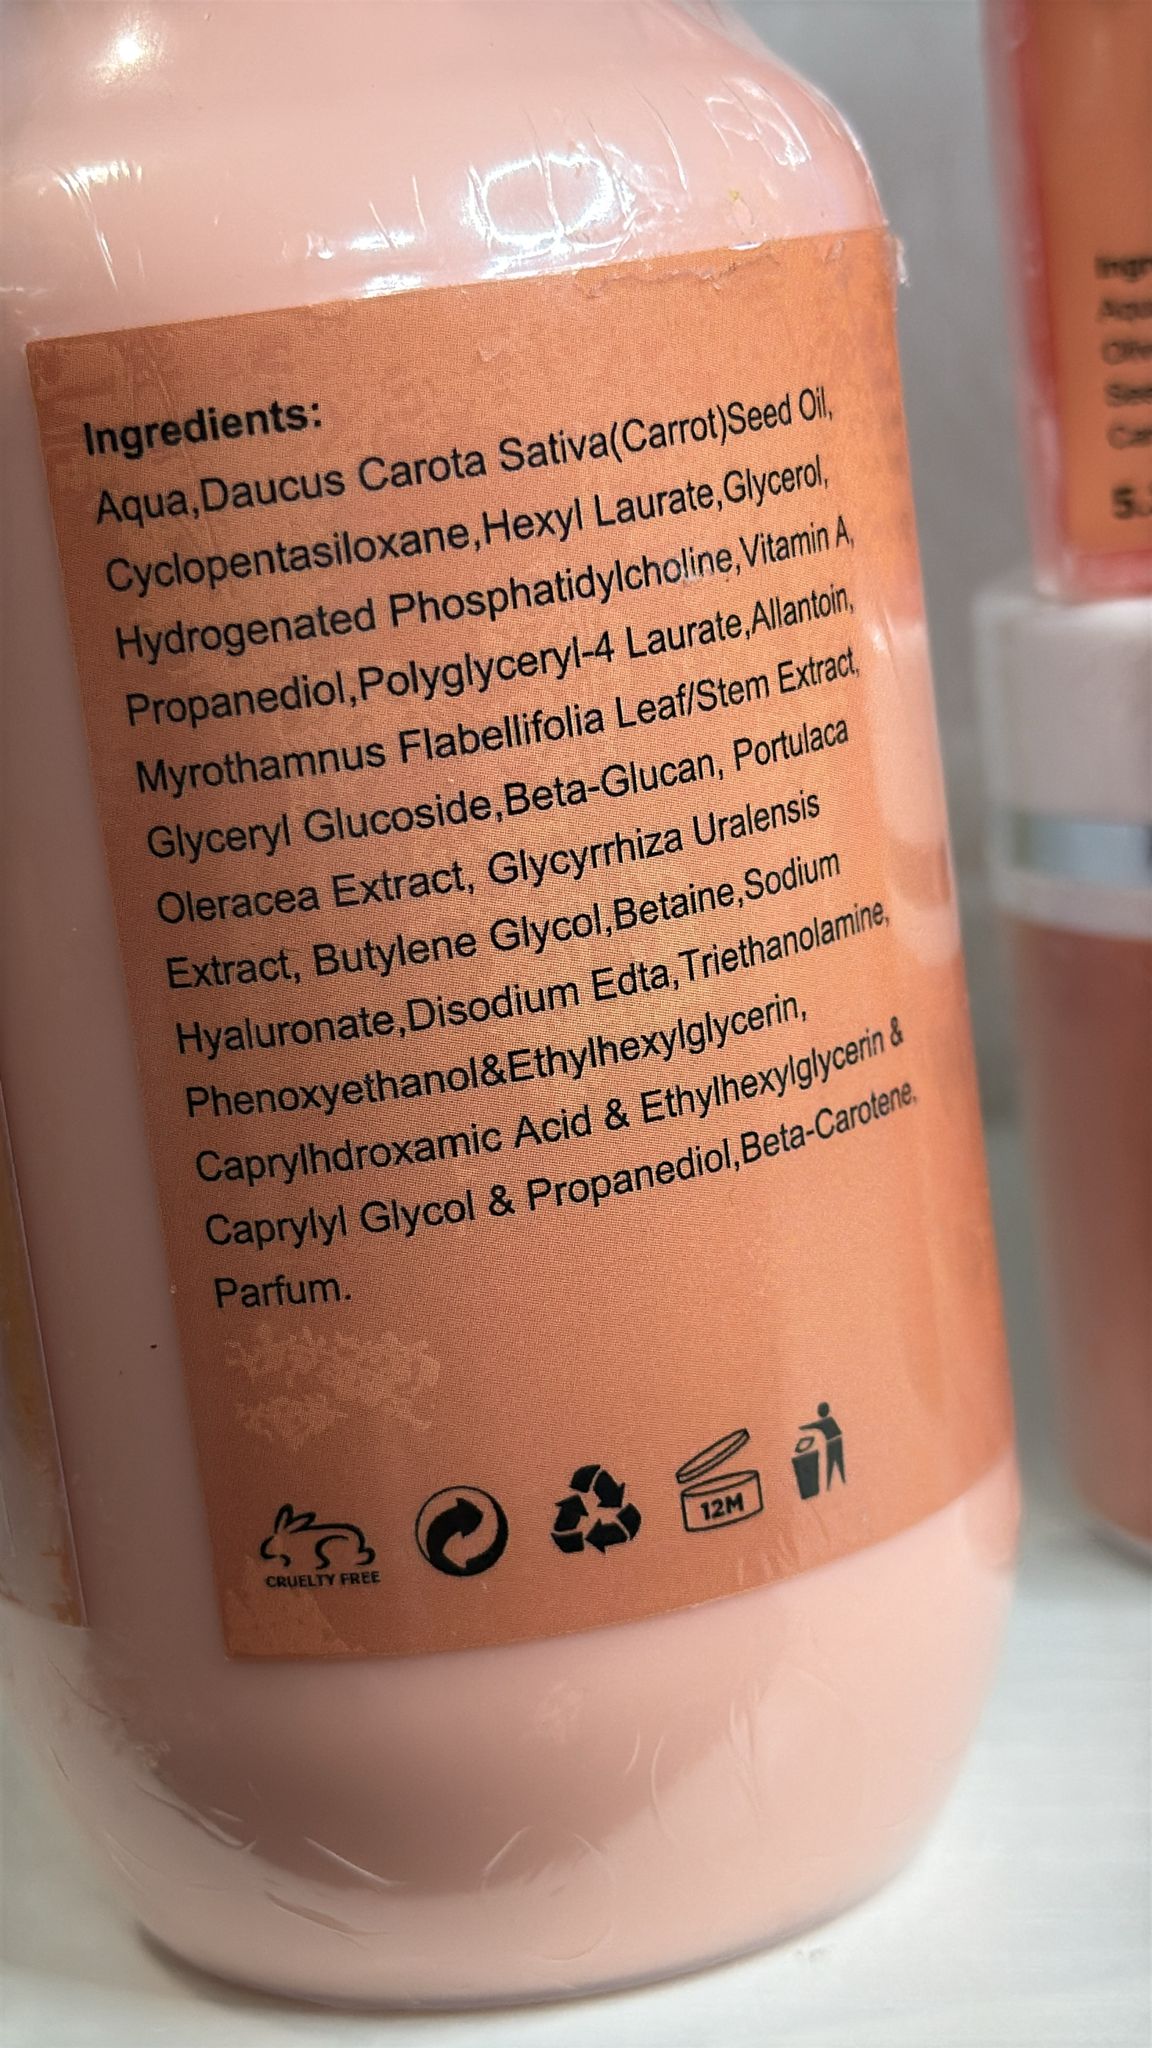 Ingredients:
Aqua,Daucus Carota Sativa(Carrot)Seed Oil,
Cyclopentasiloxane,Hexyl Laurate,Glycerol,
Hydrogenated Phosphatidylcholine,Vitamin A,
Propanediol,Polyglyceryl-4 Laurate,Allantoin,
Myrothamnus Flabellifolia Leaf/Stem Extract,
Glyceryl Glucoside,Beta-Glucan, Portulaca
Oleracea Extract, Glycyrrhiza Uralensis
Extract, Butylene Glycol,Betaine,Sodium
Hyaluronate,Disodium Edta,Triethanolamine,
Phenoxyethanol&Ethylhexylglycerin,
Caprylhdroxamic Acid & Ethylhexylglycerin &
Caprylyl Glycol & Propanediol,Beta-Carotene,
Parfum.
CRUELTY FREE
12M